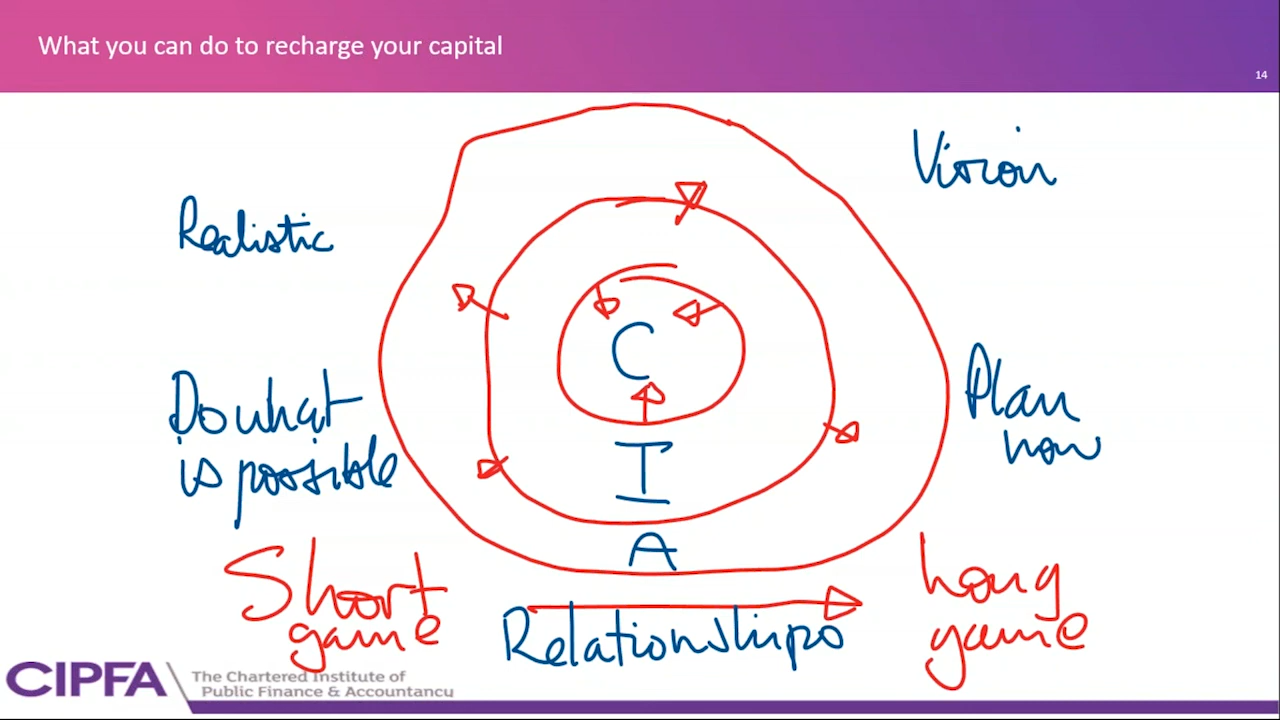 What you can do to recharge your capital
14
Vision
Realistic
C
Do what
is possible
Plan
now
I
A
Short
game
Relationships
Long
game
CIPFA
The Chartered Institute of
Public Finance & Accountancy